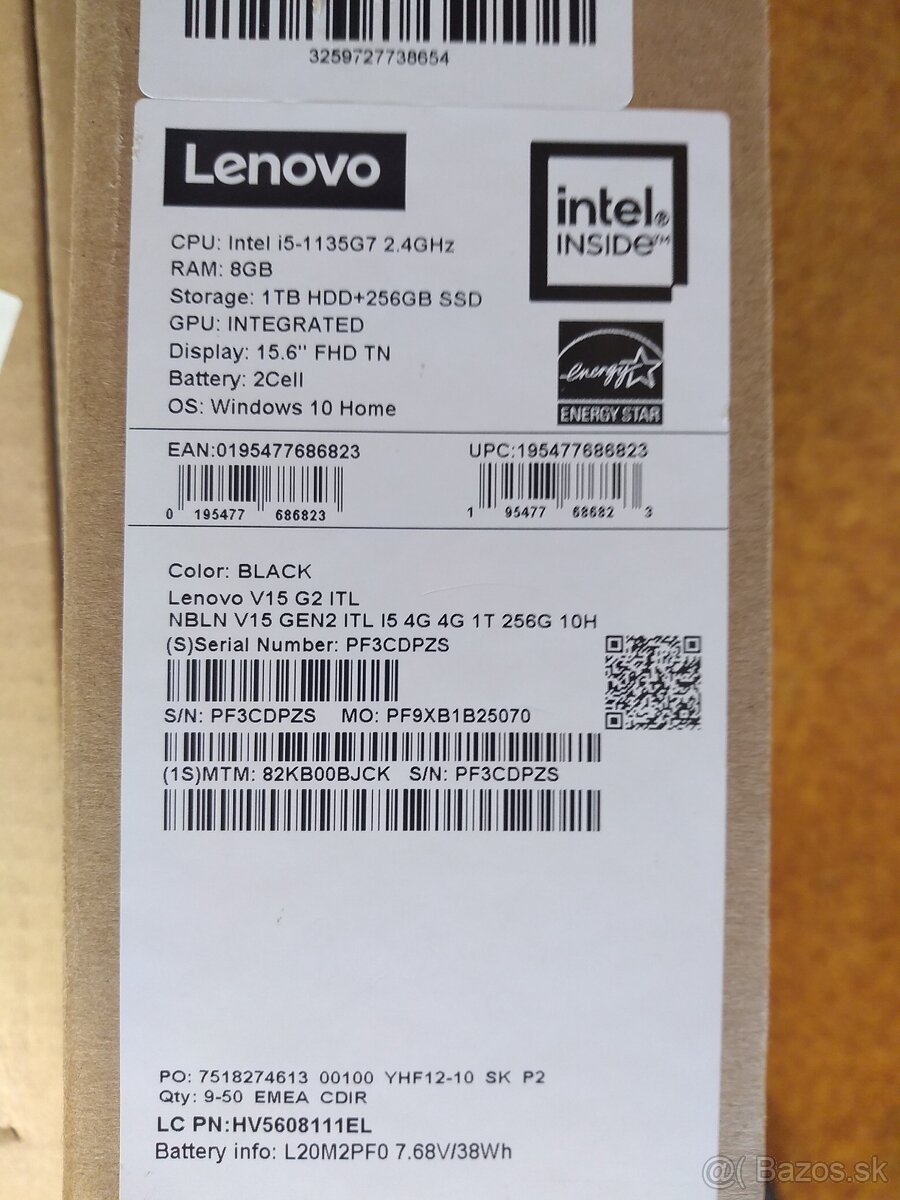 3259727738654
Lenovo
intel®
INSIDE™
CPU: Intel i5-1135G7 2.4GHz
RAM: 8GB
Storage: 1TB HDD+256GB SSD
GPU: INTEGRATED
Display: 15.6'' FHD TN
Battery: 2Cell
OS: Windows 10 Home
energy
ENERGY STAR
EAN:0195477686823 UPC:195477686823
0 195477 686823 1 95477 68682 3
Color: BLACK
Lenovo V15 G2 ITL
NBLN V15 GEN2 ITL I5 4G 4G 1T 256G 10H
(S)Serial Number: PF3CDPZS
S/N: PF3CDPZS MO: PF9XB1B25070
(1S)MTM: 82KB00BJCK S/N: PF3CDPZS
PO: 7518274613 00100 YHF12-10 SK P2
Qty: 9-50 EMEA CDIR
LC PN:HV5608111EL
Battery info: L20M2PF0 7.68V/38Wh
@( Bazos.sk